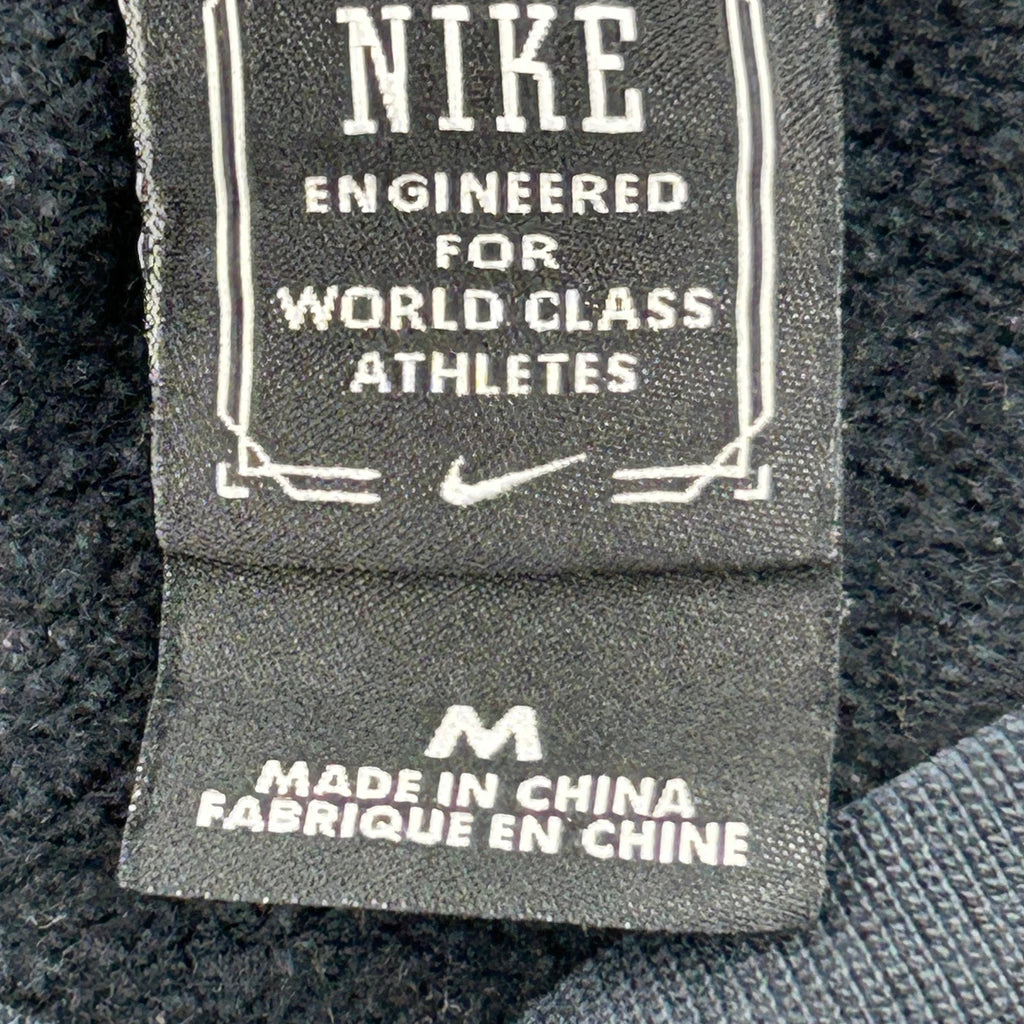 NIKE
ENGINEERED
FOR
WORLD CLASS
ATHLETES
M
MADE IN CHINA
FABRIQUE EN CHINE